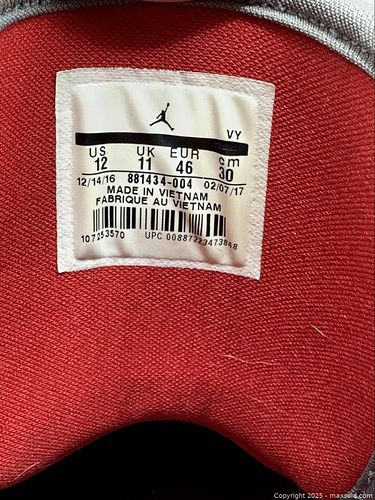 VY
US UK EUR cm
12 11 46 30
12/14/16 881434-004 02/07/17
MADE IN VIETNAM
FABRIQUE AU VIETNAM
107253570 UPC 00887223473848
Copyright 2025 - maxsold.com